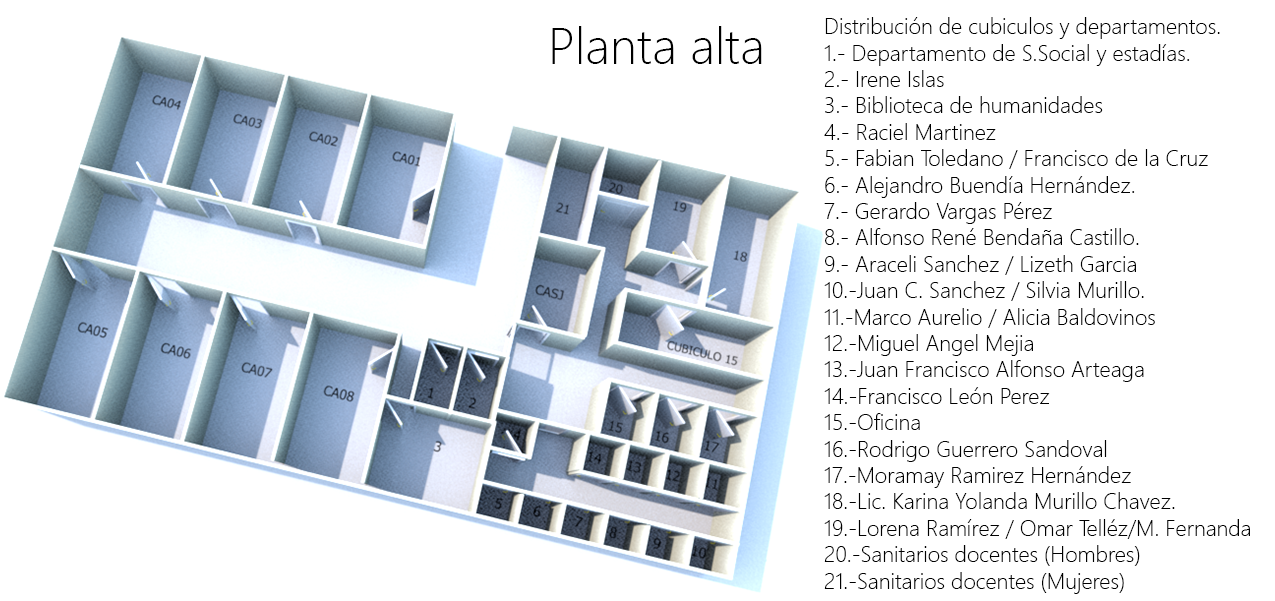 Planta alta
Distribución de cubiculos y departamentos.
1.- Departamento de S.Social y estadías.
2.- Irene Islas
3.- Biblioteca de humanidades
4.- Raciel Martinez
5.- Fabian Toledano / Francisco de la Cruz
6.- Alejandro Buendía Hernández.
7.- Gerardo Vargas Pérez
8.- Alfonso René Bendaña Castillo.
9.- Araceli Sanchez / Lizeth Garcia
10.-Juan C. Sanchez / Silvia Murillo.
11.-Marco Aurelio / Alicia Baldovinos
12.-Miguel Angel Mejia
13.-Juan Francisco Alfonso Arteaga
14.-Francisco León Perez
15.-Oficina
16.-Rodrigo Guerrero Sandoval
17.-Moramay Ramirez Hernández
18.-Lic. Karina Yolanda Murillo Chavez.
19.-Lorena Ramírez / Omar Telléz/M. Fernanda
20.-Sanitarios docentes (Hombres)
21.-Sanitarios docentes (Mujeres)
CA04
CA03
CA02
CA01
21
20
19
18
CASJ
CUBICULO 15
CA05
CA06
CA07
CA08
1
2
3
4
15
16
17
14
13
12
11
5
6
7
8
9
10